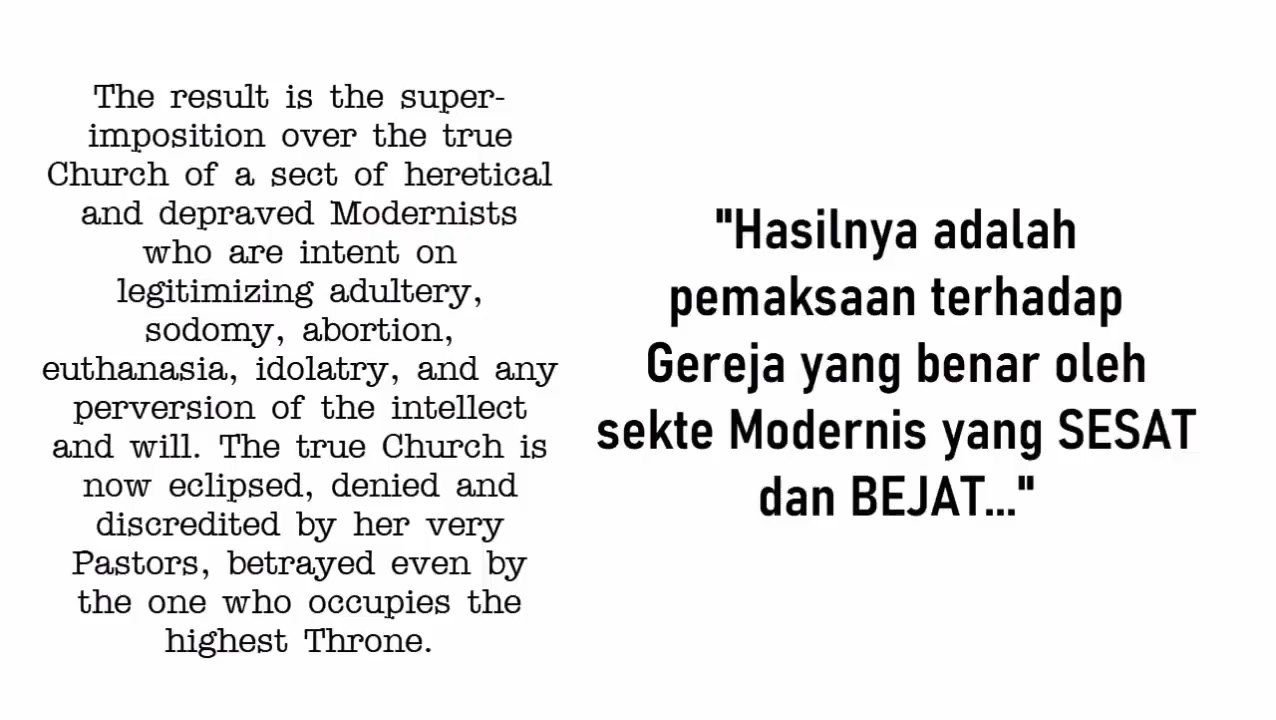 The result is the super-
imposition over the true
Church of a sect of heretical
and depraved Modernists
who are intent on
legitimizing adultery,
sodomy, abortion,
euthanasia, idolatry, and any
perversion of the intellect
and will. The true Church is
now eclipsed, denied and
discredited by her very
Pastors, betrayed even by
the one who occupies the
highest Throne.
"Hasilnya adalah
pemaksaan terhadap
Gereja yang benar oleh
sekte Modernis yang SESAT
dan BEJAT..."